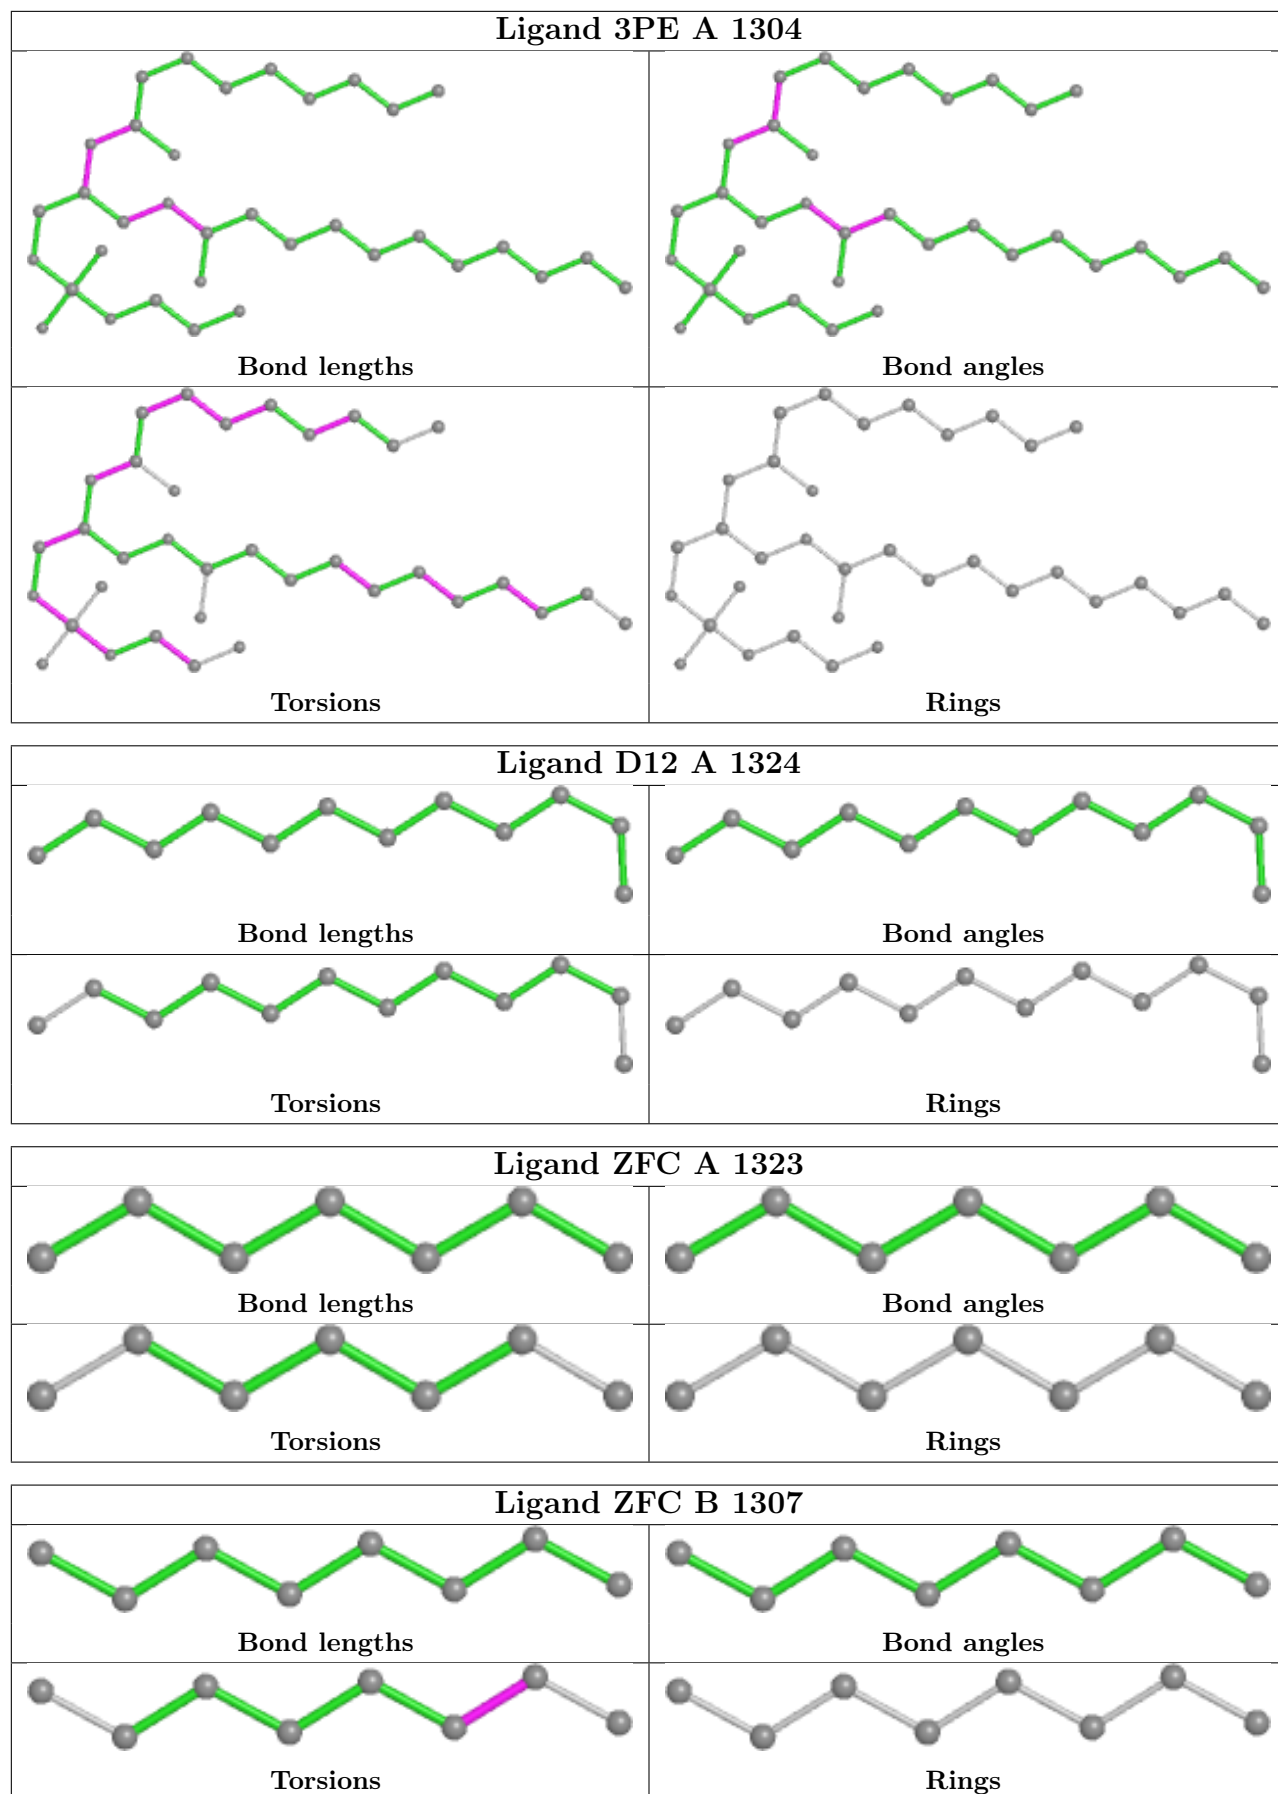 Ligand 3PE A 1304
Bond lengths
Bond angles
Torsions
Rings
Ligand D12 A 1324
Bond lengths
Bond angles
Torsions
Rings
Ligand ZFC A 1323
Bond lengths
Bond angles
Torsions
Rings
Ligand ZFC B 1307
Bond lengths
Bond angles
Torsions
Rings